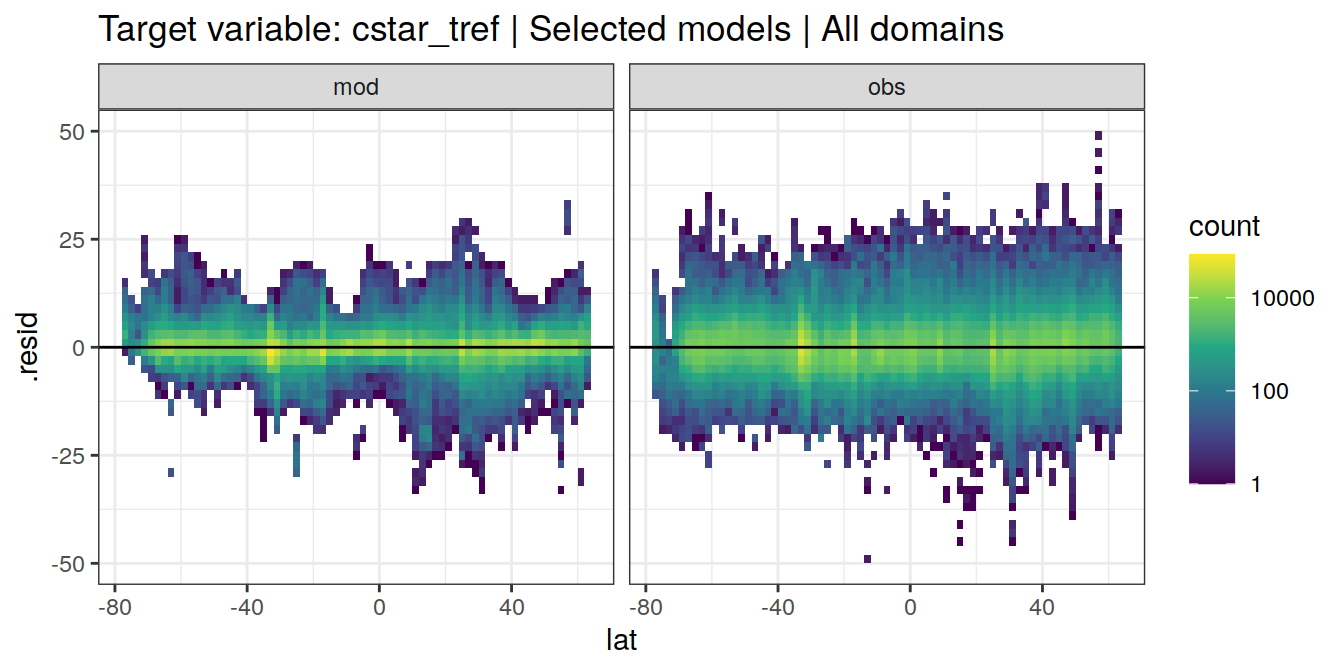 Target variable: cstar_tref | Selected models | All domains
mod
obs
.resid
50
25
0
-25
-50
-80
-40
0
40
-80
-40
0
40
lat
count
10000
100
1